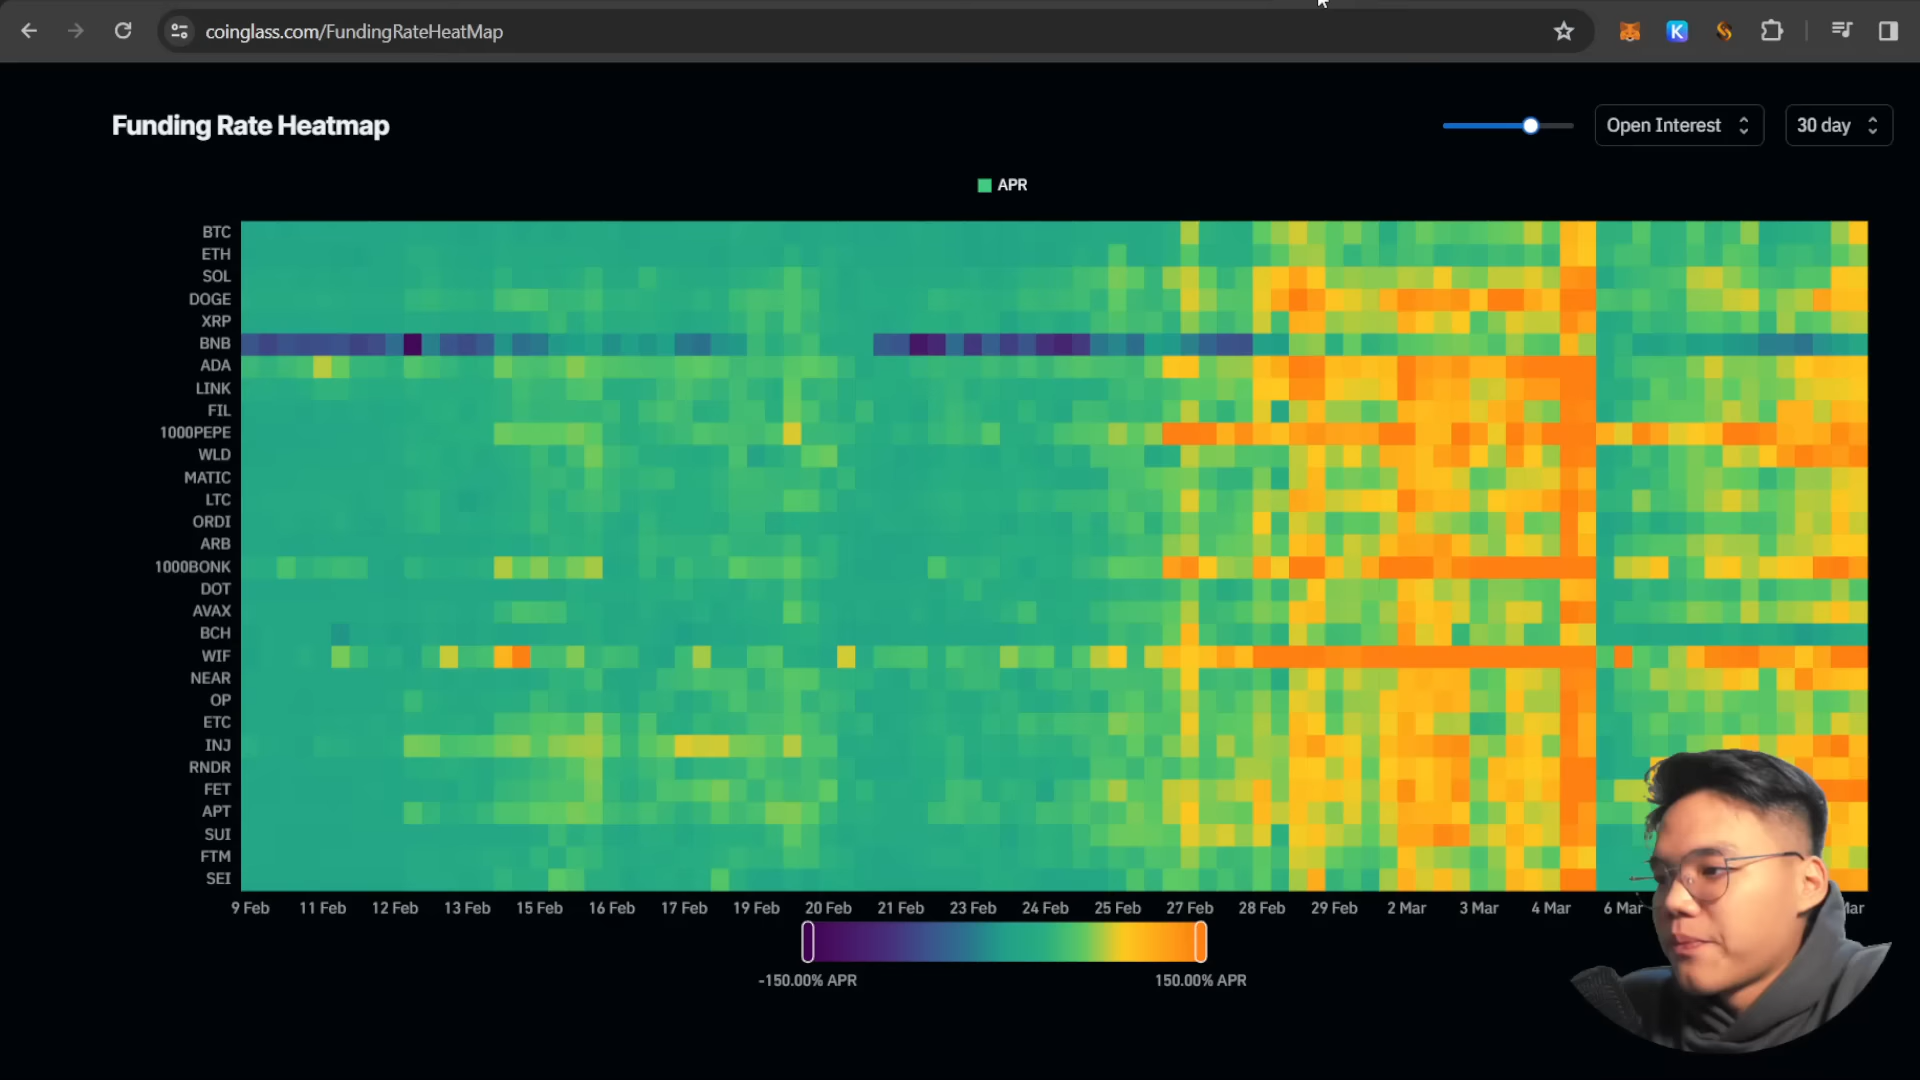 coinglass.com/FundingRateHeatMap
K
Funding Rate Heatmap
Open Interest
30 day
APR
BTC
ETH
SOL
DOGE
XRP
BNB
ADA
LINK
FIL
1000PEPE
WLD
MATIC
LTC
ORDI
ARB
1000BONK
DOT
AVAX
BCH
WIF
NEAR
OP
ETC
INJ
RNDR
FET
APT
SUI
FTM
SEI
9 Feb 11 Feb 12 Feb 13 Feb 15 Feb 16 Feb 17 Feb 19 Feb 20 Feb 21 Feb 23 Feb 24 Feb 25 Feb 27 Feb 28 Feb 29 Feb 2 Mar 3 Mar 4 Mar 6 Mar
-150.00% APR 150.00% APR